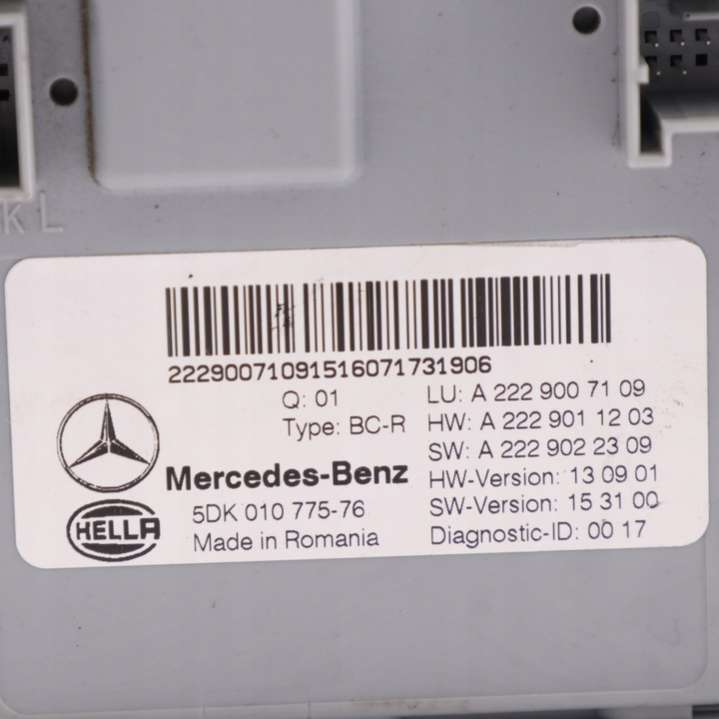 KL
2229007109151607173 1906
Q: 01
Type: BC-R
Mercedes-Benz
HELLA
5DK 010 775-76
Made in Romania
LU: A 222 900 71 09
HW: A 222 901 12 03
SW: A 222 902 23 09
HW-Version: 13 09 01
SW-Version: 15 31 00
Diagnostic-ID: 00 17